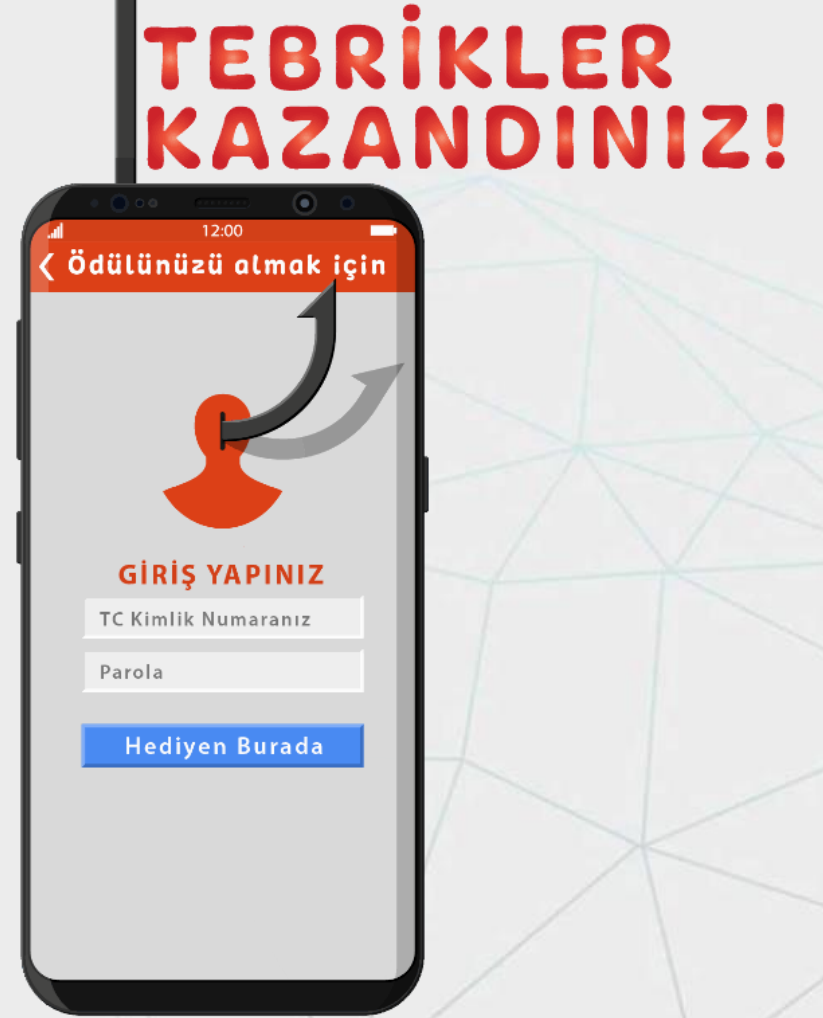 TEBRİKLER
KAZANDINIZ!
12:00
Ödülünüzü almak için
GİRİŞ YAPINIZ
TC Kimlik Numaranız
Parola
Hediyen Burada